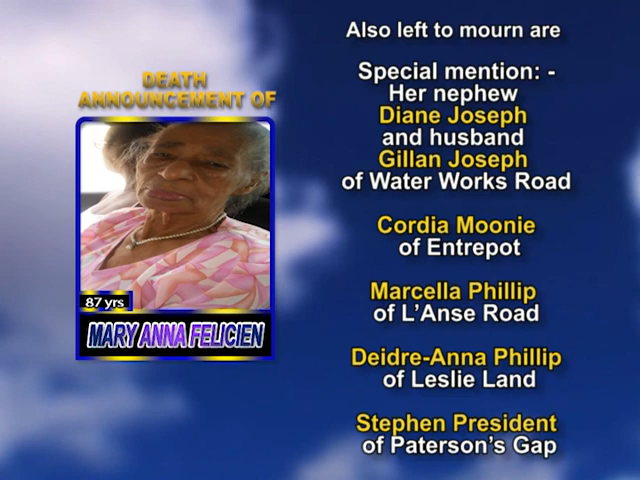 DEATH
ANNOUNCEMENT OF
87 yrs
MARY ANNA FELICIEN
Also left to mourn are
Special mention: -
Her nephew
Diane Joseph
and husband
Gillan Joseph
of Water Works Road
Cordia Moonie
of Entrepot
Marcella Phillip
of L'Anse Road
Deidre-Anna Phillip
of Leslie Land
Stephen President
of Paterson's Gap